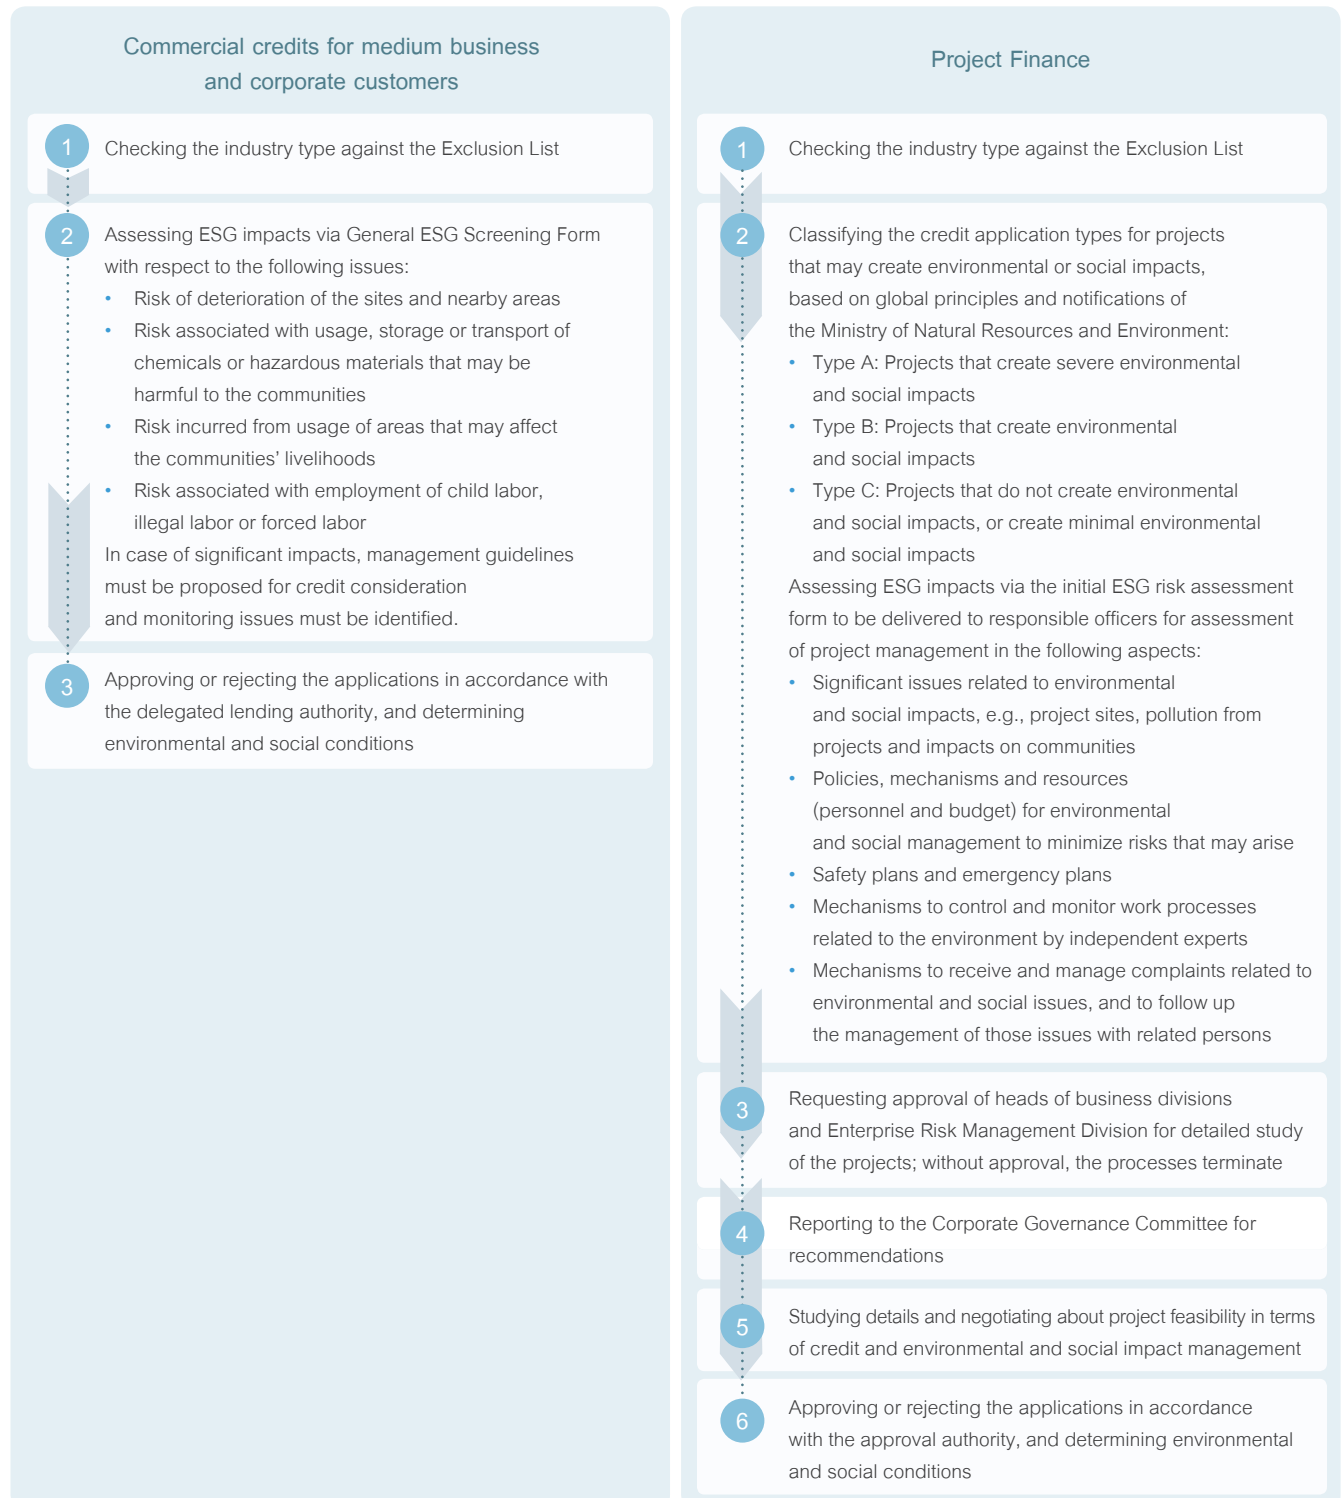 Commercial credits for medium business
and corporate customers
1
Checking the industry type against the Exclusion List
2
Assessing ESG impacts via General ESG Screening Form
with respect to the following issues:
• Risk of deterioration of the sites and nearby areas
• Risk associated with usage, storage or transport of
chemicals or hazardous materials that may be
harmful to the communities
• Risk incurred from usage of areas that may affect
the communities’ livelihoods
• Risk associated with employment of child labor,
illegal labor or forced labor
In case of significant impacts, management guidelines
must be proposed for credit consideration
and monitoring issues must be identified.
3
Approving or rejecting the applications in accordance with
the delegated lending authority, and determining
environmental and social conditions
Project Finance
1
Checking the industry type against the Exclusion List
2
Classifying the credit application types for projects
that may create environmental or social impacts,
based on global principles and notifications of
the Ministry of Natural Resources and Environment:
• Type A: Projects that create severe environmental
and social impacts
• Type B: Projects that create environmental
and social impacts
• Type C: Projects that do not create environmental
and social impacts, or create minimal environmental
and social impacts
Assessing ESG impacts via the initial ESG risk assessment
form to be delivered to responsible officers for assessment
of project management in the following aspects:
• Significant issues related to environmental
and social impacts, e.g., project sites, pollution from
projects and impacts on communities
• Policies, mechanisms and resources
(personnel and budget) for environmental
and social management to minimize risks that may arise
• Safety plans and emergency plans
• Mechanisms to control and monitor work processes
related to the environment by independent experts
• Mechanisms to receive and manage complaints related to
environmental and social issues, and to follow up
the management of those issues with related persons
3
Requesting approval of heads of business divisions
and Enterprise Risk Management Division for detailed study
of the projects; without approval, the processes terminate
4
Reporting to the Corporate Governance Committee for
recommendations
5
Studying details and negotiating about project feasibility in terms
of credit and environmental and social impact management
6
Approving or rejecting the applications in accordance
with the approval authority, and determining environmental
and social conditions